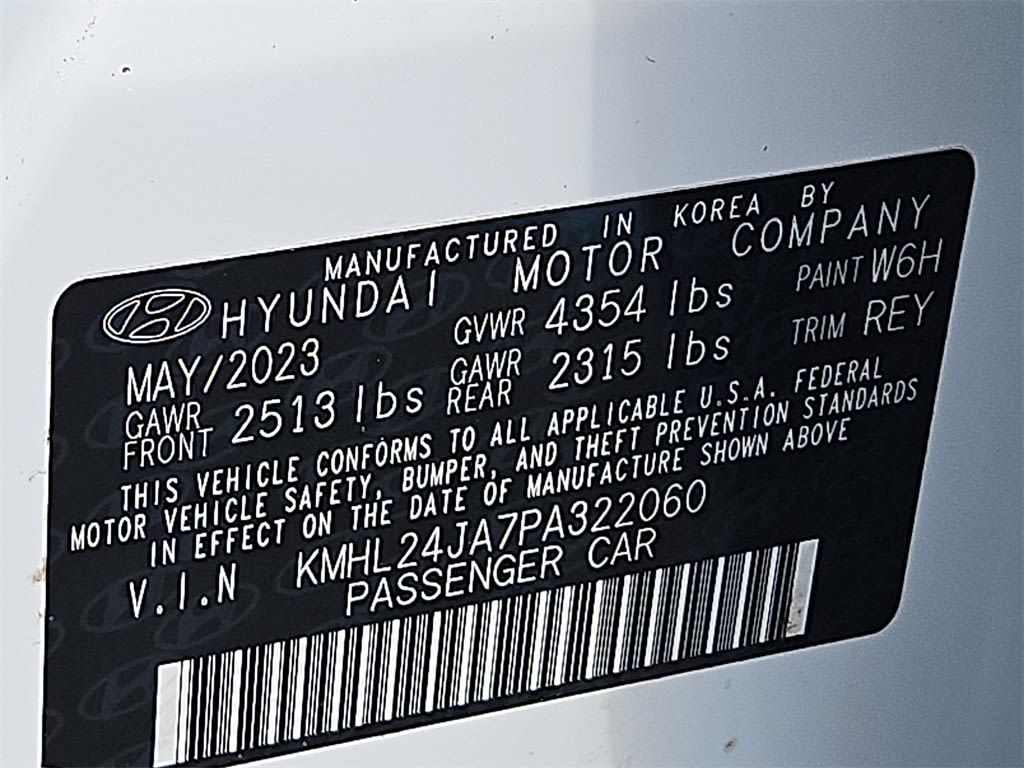 MANUFACTURED IN KOREA BY
HYUNDAI MOTOR COMPANY
MAY/2023 GVWR 4354 lbs PAINT W6H
GAWR FRONT 2513 lbs GAWR REAR 2315 lbs TRIM REY
THIS VEHICLE CONFORMS TO ALL APPLICABLE U.S.A. FEDERAL
MOTOR VEHICLE SAFETY, BUMPER, AND THEFT PREVENTION STANDARDS
IN EFFECT ON THE DATE OF MANUFACTURE SHOWN ABOVE
V.I.N KMHL24JA7PA322060
PASSENGER CAR